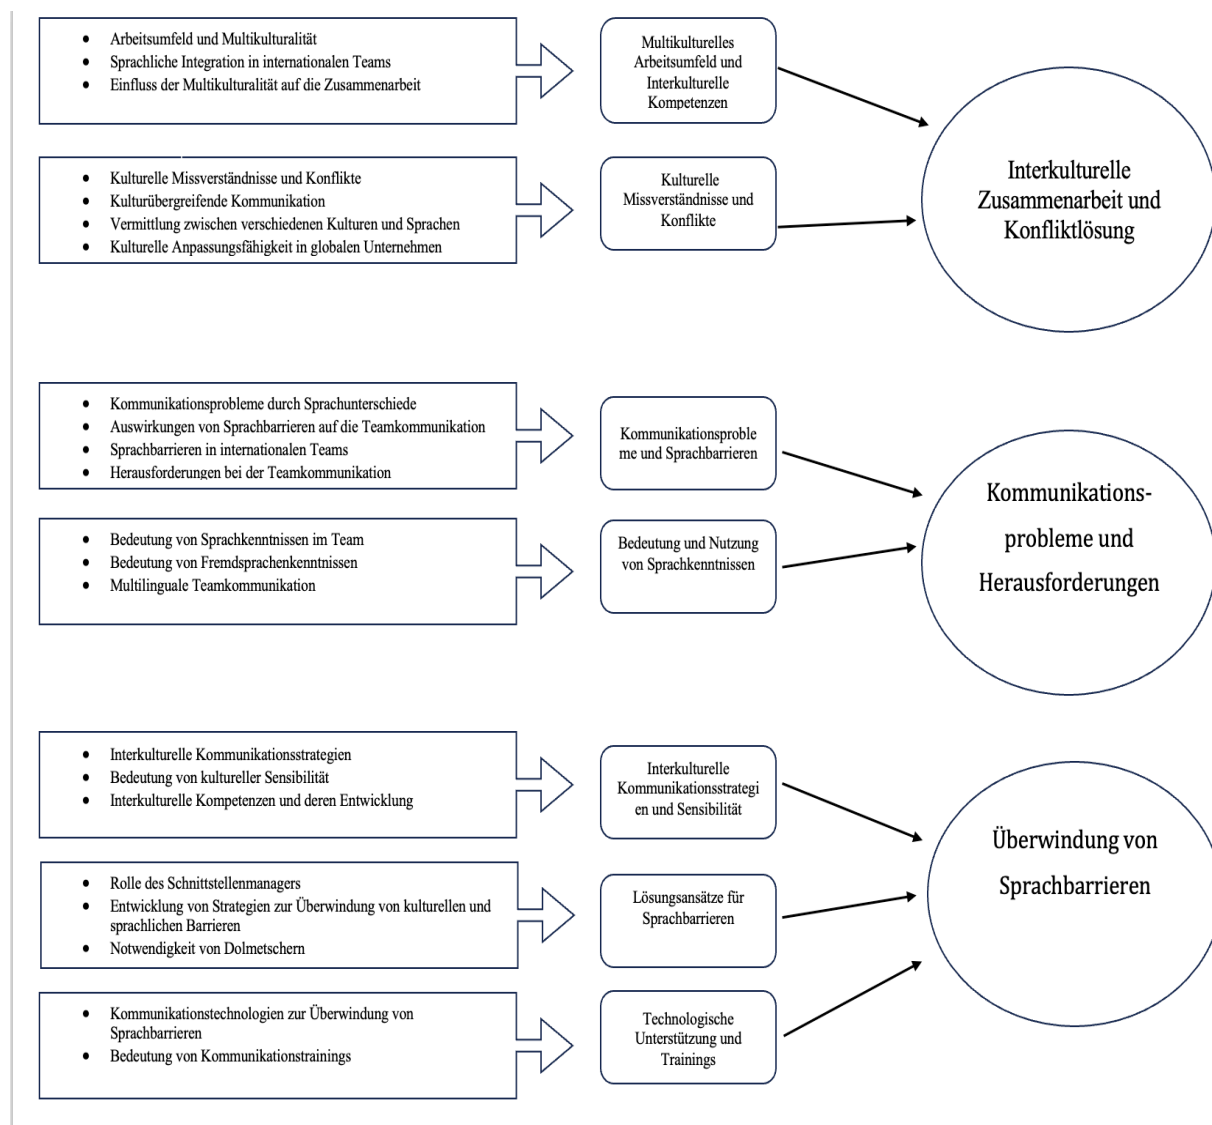 • Arbeitsumfeld und Multikulturalität
• Sprachliche Integration in internationalen Teams
• Einfluss der Multikulturalität auf die Zusammenarbeit
Multikulturelles
Arbeitsumfeld und
Interkulturelle
Kompetenzen
• Kulturelle Missverständnisse und Konflikte
• Kulturübergreifende Kommunikation
• Vermittlung zwischen verschiedenen Kulturen und Sprachen
• Kulturelle Anpassungsfähigkeit in globalen Unternehmen
Kulturelle
Missverständnisse und
Konflikte
Interkulturelle
Zusammenarbeit und
Konfliktlösung
• Kommunikationsprobleme durch Sprachunterschiede
• Auswirkungen von Sprachbarrieren auf die Teamkommunikation
• Sprachbarrieren in internationalen Teams
• Herausforderungen bei der Teamkommunikation
Kommunikationsproble
me und Sprachbarrieren
• Bedeutung von Sprachkenntnissen im Team
• Bedeutung von Fremdsprachenkenntnissen
• Multilinguale Teamkommunikation
Bedeutung und Nutzung
von Sprachkenntnissen
Kommunikations-
probleme und
Herausforderungen
• Interkulturelle Kommunikationsstrategien
• Bedeutung von kultureller Sensibilität
• Interkulturelle Kompetenzen und deren Entwicklung
Interkulturelle
Kommunikationsstrategi
en und Sensibilität
• Rolle des Schnittstellenmanagers
• Entwicklung von Strategien zur Überwindung von kulturellen und
sprachlichen Barrieren
• Notwendigkeit von Dolmetschern
Lösungsansätze für
Sprachbarrieren
• Kommunikationstechnologien zur Überwindung von
Sprachbarrieren
• Bedeutung von Kommunikationstrainings
Technologische
Unterstützung und
Trainings
Überwindung von
Sprachbarrieren